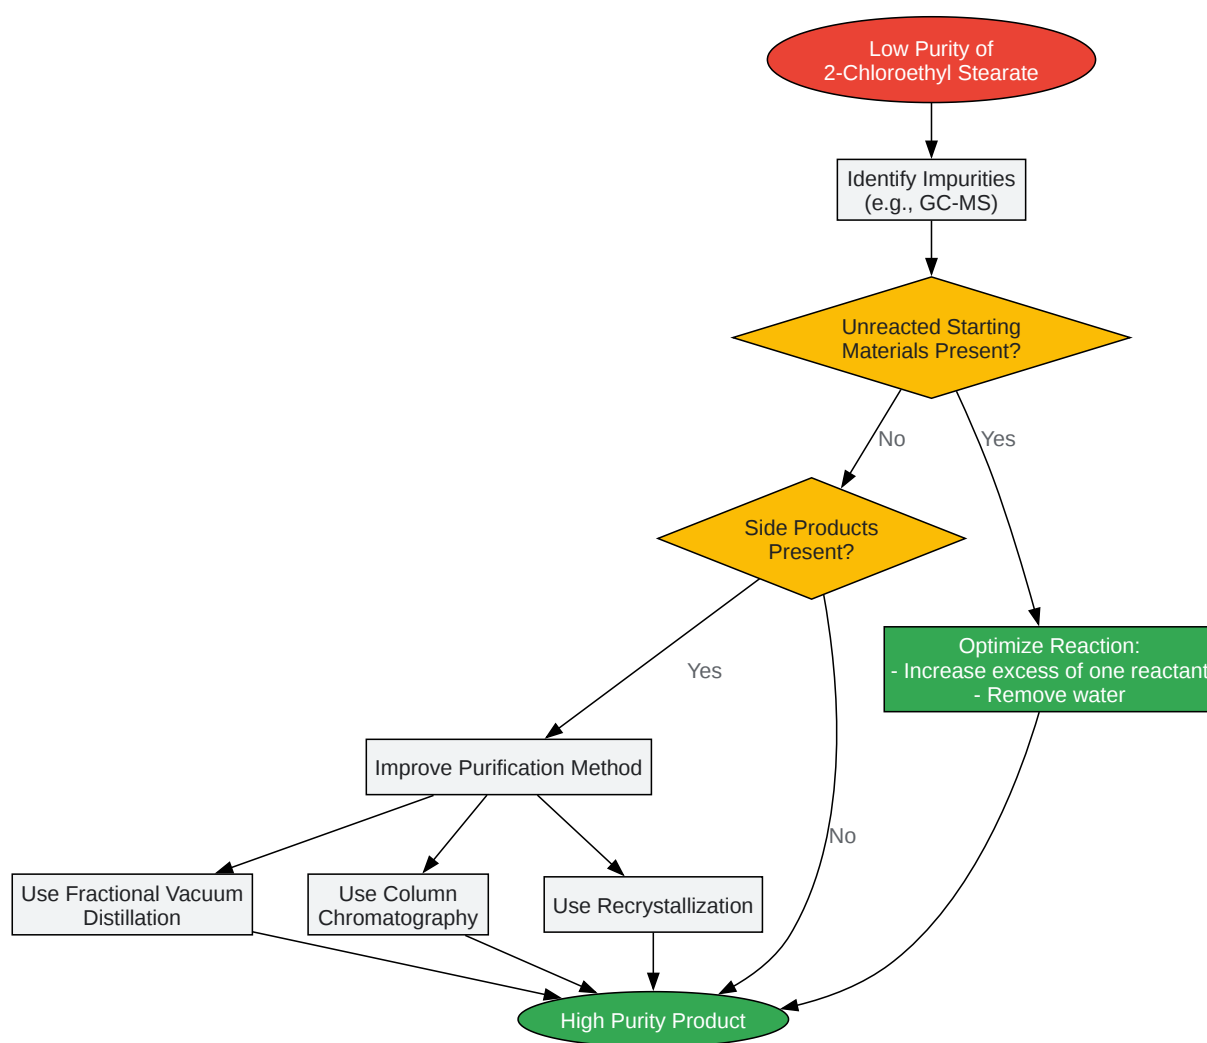 Low Purity of
2-Chloroethyl Stearate
Identify Impurities
(e.g., GC-MS)
Unreacted Starting
Materials Present?
No
Yes
Side Products
Present?
Optimize Reaction:
- Increase excess of one reactant
- Remove water
Yes
Improve Purification Method
No
Use Fractional Vacuum
Distillation
Use Column
Chromatography
Use Recrystallization
High Purity Product